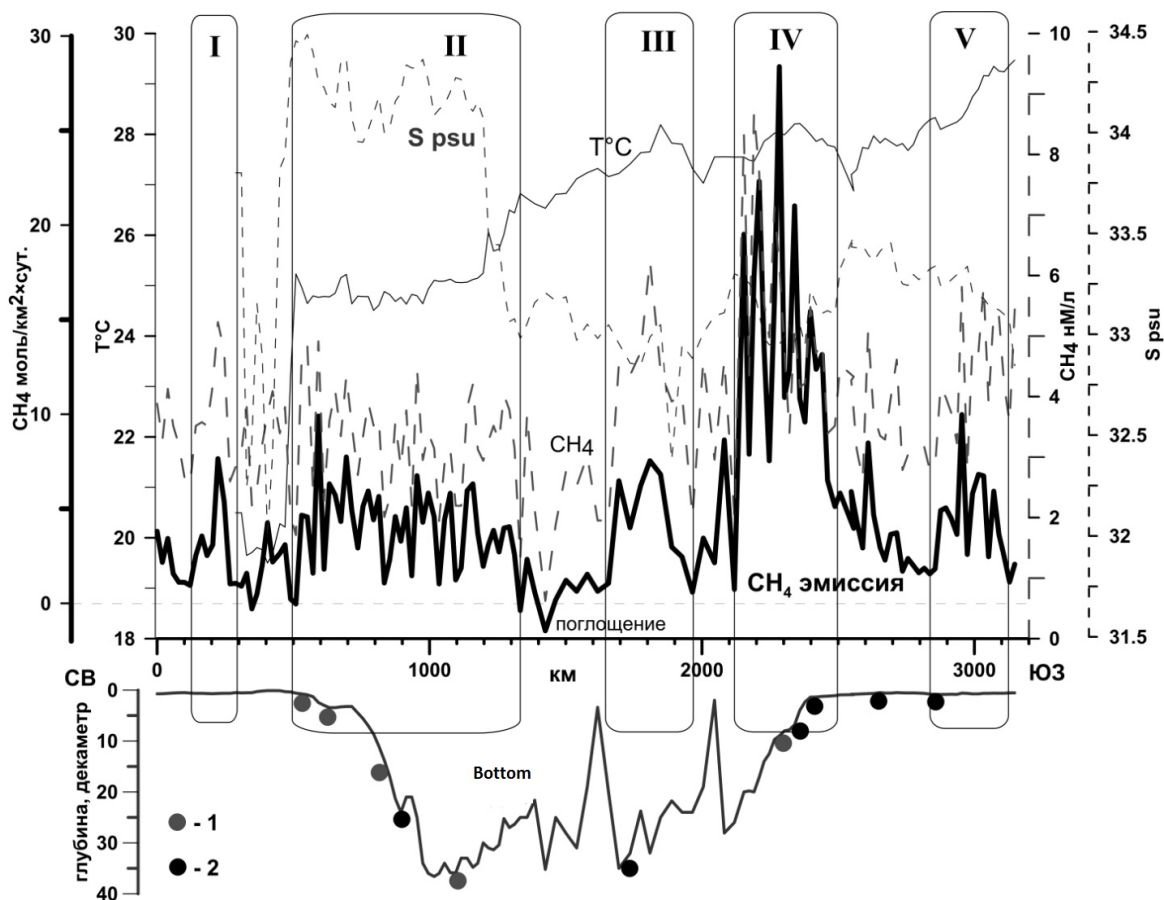 I
II
III
IV
V
30
20
10
0
CH4 моль/км²×сут.
30
28
26
24
22
20
18
T°C
S psu
T°C
CH4
CH4 эмиссия
поглощение
10
8
6
4
2
0
CH4 нМ/л
34.5
34
33.5
33
32.5
32
31.5
S psu
0
1000
км
2000
3000
СВ
ЮЗ
0
10
20
30
40
глубина, декаметр
Bottom
- 1
- 2